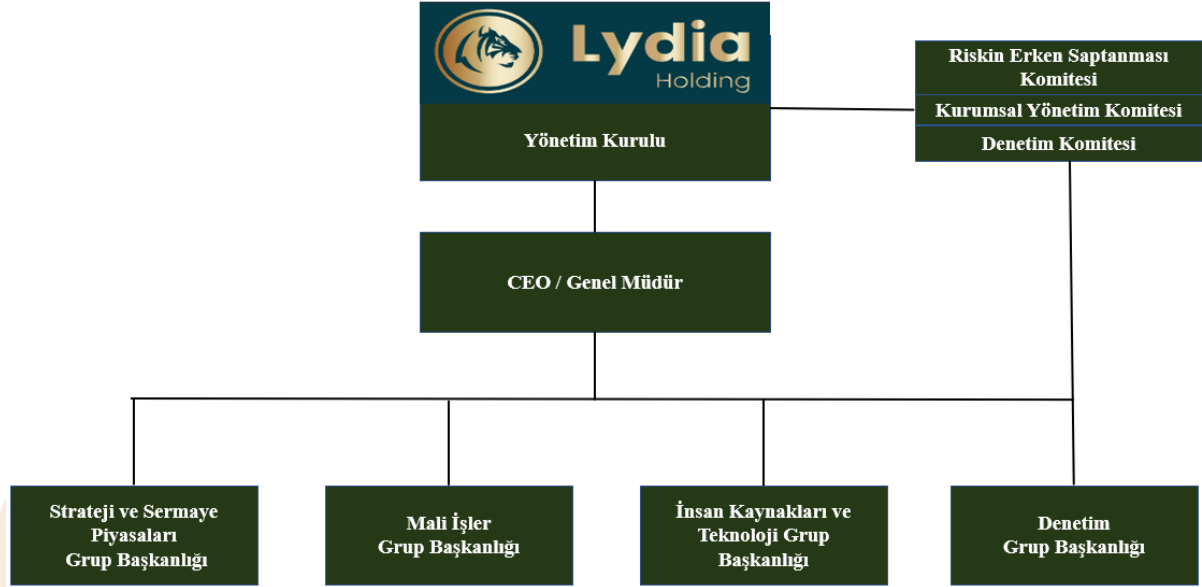 Lydia
Holding
Yönetim Kurulu
Riskin Erken Saptanması
Komitesi
Kurumsal Yönetim Komitesi
Denetim Komitesi
CEO / Genel Müdür
Strateji ve Sermaye
Piyasaları
Grup Başkanlığı
Mali İşler
Grup Başkanlığı
İnsan Kaynakları ve
Teknoloji Grup
Başkanlığı
Denetim
Grup Başkanlığı